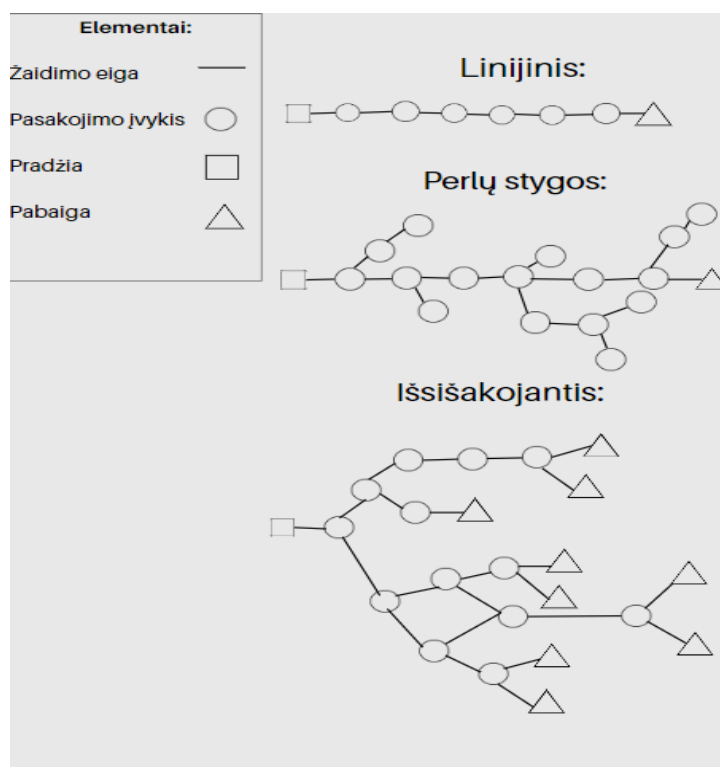 Elementai:
Žaidimo eiga
Pasakojimo įvykis
Pradžia
Pabaiga
Linijinis:
Perlų stygos:
Išsišakojantis: